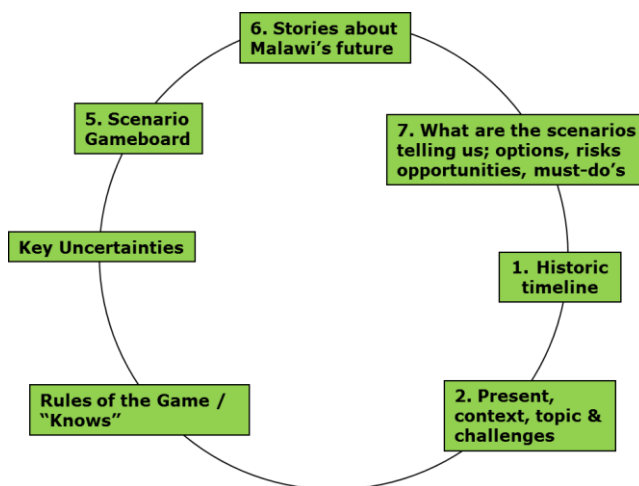 6. Stories about
Malawi's future
5. Scenario
Gameboard
7. What are the scenarios
telling us; options, risks
opportunities, must-do's
Key Uncertainties
1. Historic
timeline
Rules of the Game /
“Knows”
2. Present,
context, topic &
challenges